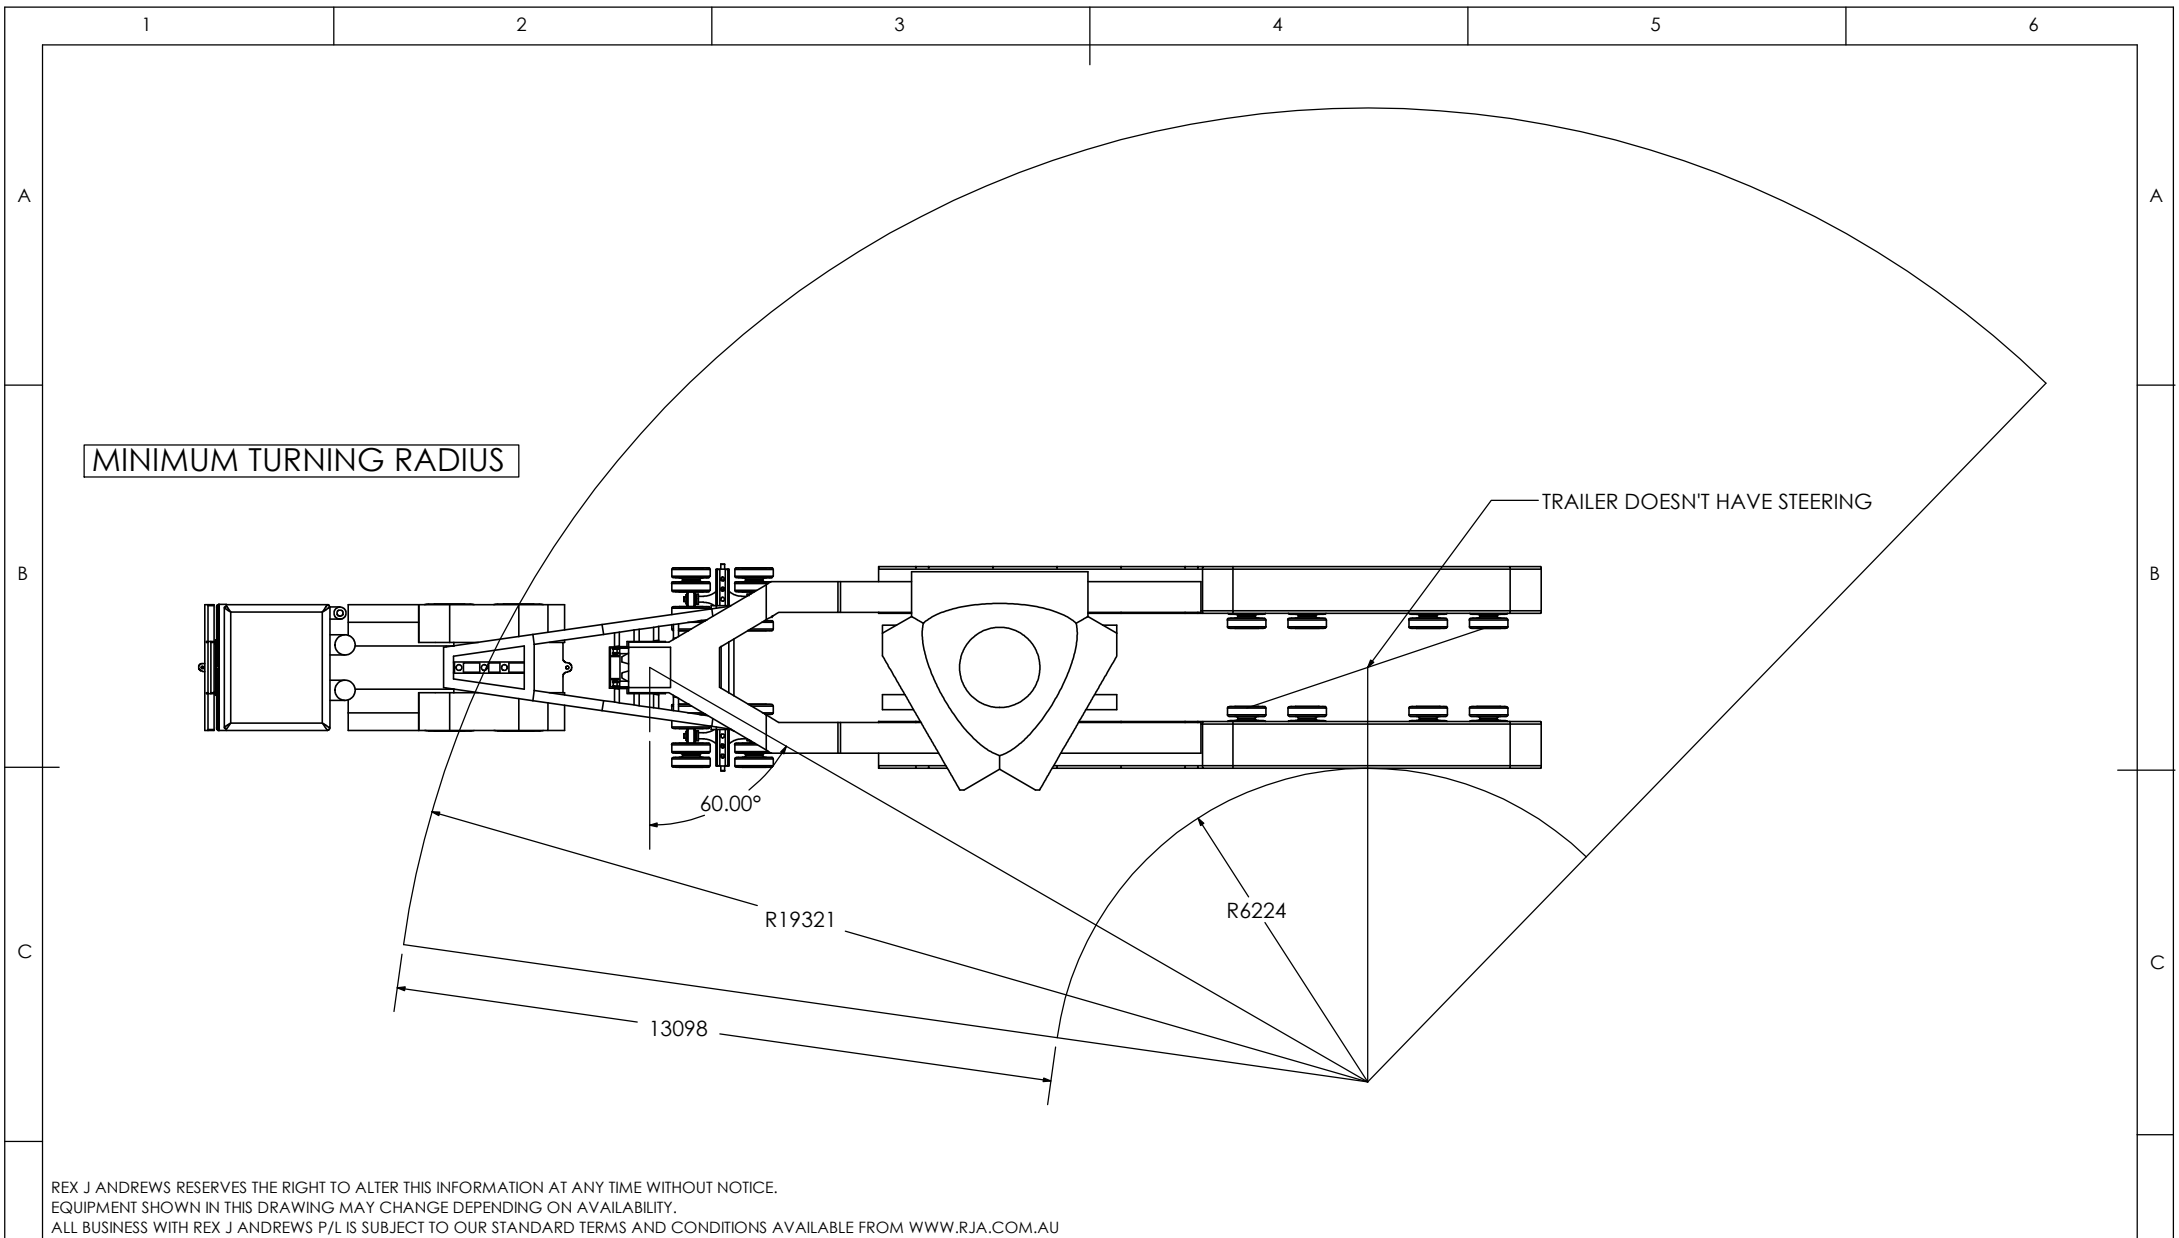 1 2 3 4 5 6
A A
MINIMUM TURNING RADIUS
TRAILER DOESN'T HAVE STEERING
B B
60.00°
R19321
R6224
C C
13098
REX J ANDREWS RESERVES THE RIGHT TO ALTER THIS INFORMATION AT ANY TIME WITHOUT NOTICE.
EQUIPMENT SHOWN IN THIS DRAWING MAY CHANGE DEPENDING ON AVAILABILITY.
ALL BUSINESS WITH REX J ANDREWS P/L IS SUBJECT TO OUR STANDARD TERMS AND CONDITIONS AVAILABLE FROM WWW.RJA.COM.AU